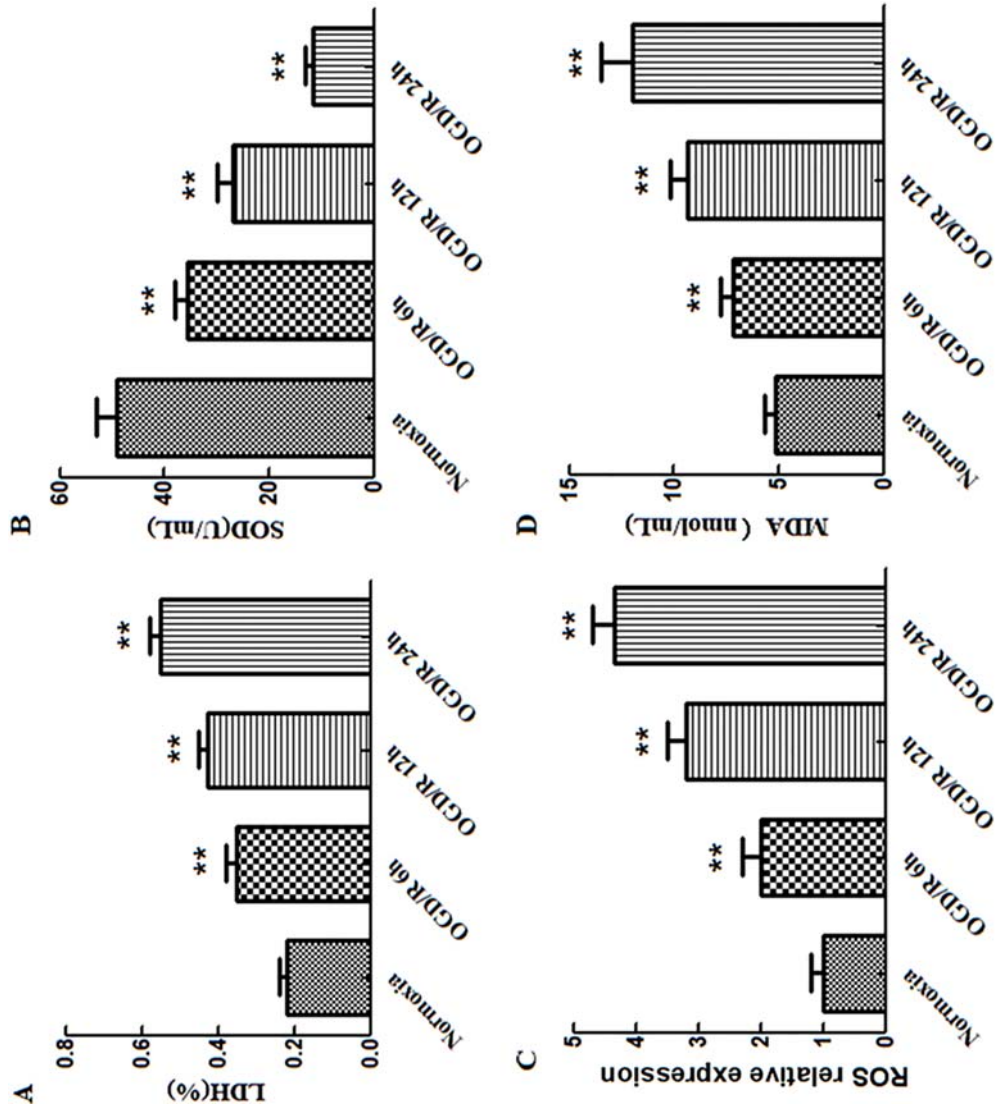 A
LDH(%)
0.8
0.6
0.4
0.2
0.0
**
**
**
Normoxia
OGD/R 6h
OGD/R 12h
OGD/R 24h
B
SOD(U/mL)
60
40
20
0
**
**
**
Normoxia
OGD/R 6h
OGD/R 12h
OGD/R 24h
C
ROS relative expression
5
4
3
2
1
0
**
**
**
Normoxia
OGD/R 6h
OGD/R 12h
OGD/R 24h
D
MDA（nmol/mL)
15
10
5
0
**
**
**
Normoxia
OGD/R 6h
OGD/R 12h
OGD/R 24h